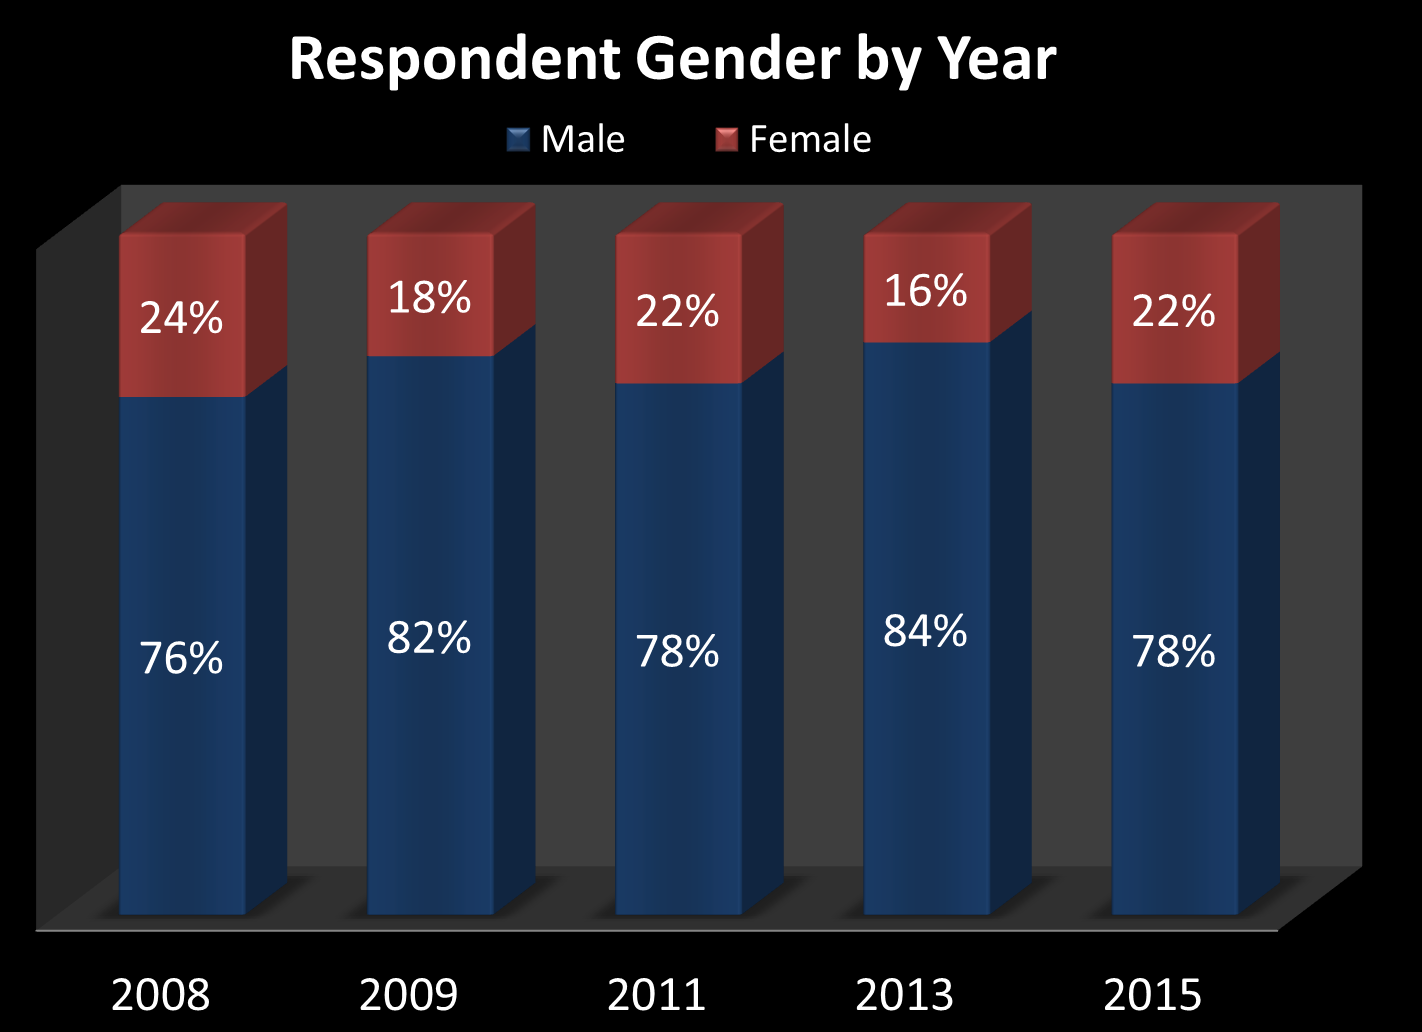 Respondent Gender by Year
Male Female
24% 18% 22% 16% 22%
76% 82% 78% 84% 78%
2008 2009 2011 2013 2015